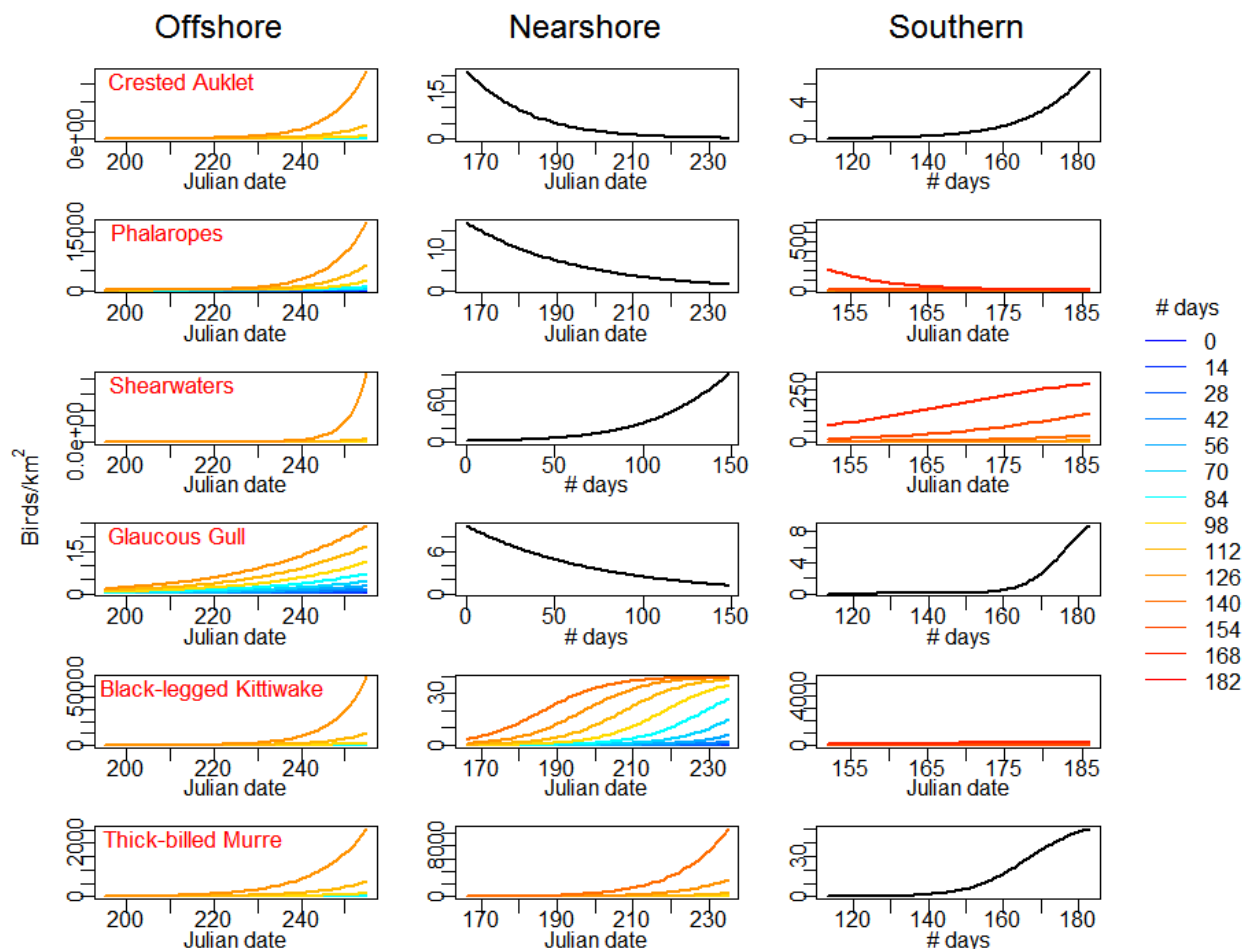 Offshore Nearshore Southern
Crested Auklet
0e+00
0 15
0 4
200 220 240
170 190 210 230
120 140 160 180
Julian date Julian date # days
Phalaropes
0 15000
0 10
0 500
200 220 240
170 190 210 230
155 165 175 185
Julian date Julian date Julian date
Shearwaters
0.0e+00
0 60
0 250
200 220 240
0 50 100 150
155 165 175 185
Julian date # days Julian date
Birds/km²
Glaucous Gull
0 15
0 6
0 4 8
200 220 240
0 50 100 150
120 140 160 180
Julian date # days # days
Black-legged Kittiwake
0 50000
0 30
0 4000
200 220 240
170 190 210 230
155 165 175 185
Julian date Julian date Julian date
Thick-billed Murre
0 2000
0 8000
0 30
200 220 240
170 190 210 230
120 140 160 180
Julian date Julian date # days
# days
0
14
28
42
56
70
84
98
112
126
140
154
168
182